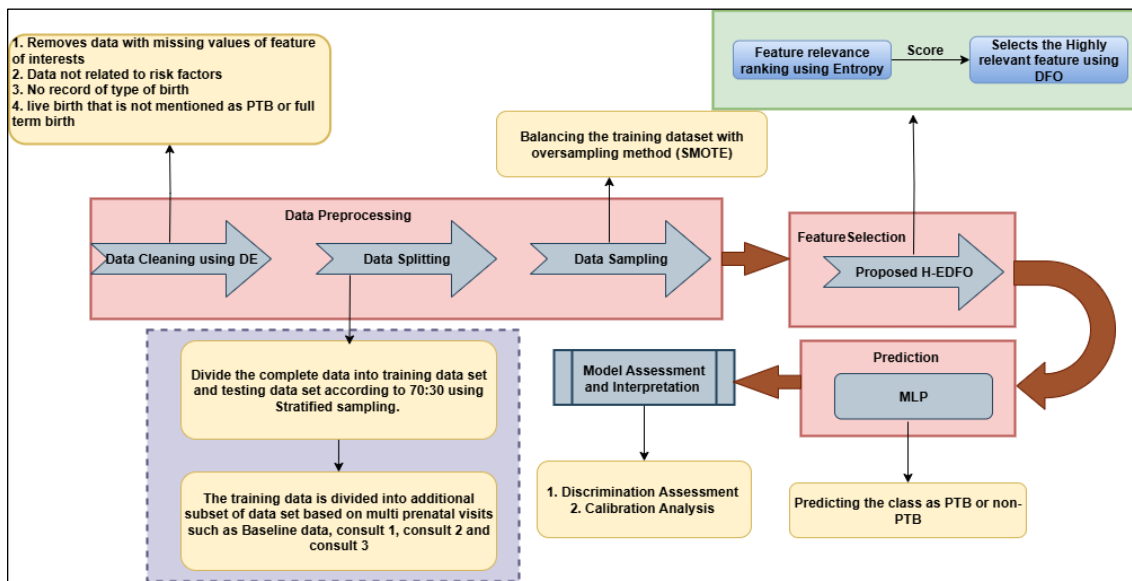 1. Removes data with missing values of feature
of interests
2. Data not related to risk factors
3. No record of type of birth
4. live birth that is not mentioned as PTB or full
term birth
Feature relevance
ranking using Entropy
Score
Selects the Highly
relevant feature using
DFO
Balancing the training dataset with
oversampling method (SMOTE)
Data Preprocessing
Data Cleaning using DE
Data Splitting
Data Sampling
FeatureSelection
Proposed H-EDFO
Divide the complete data into training data set
and testing data set according to 70:30 using
Stratified sampling.
Model Assessment
and Interpretation
Prediction
MLP
The training data is divided into additional
subset of data set based on multi prenatal visits
such as Baseline data, consult 1, consult 2 and
consult 3
1. Discrimination Assessment
2. Calibration Analysis
Predicting the class as PTB or non-
PTB